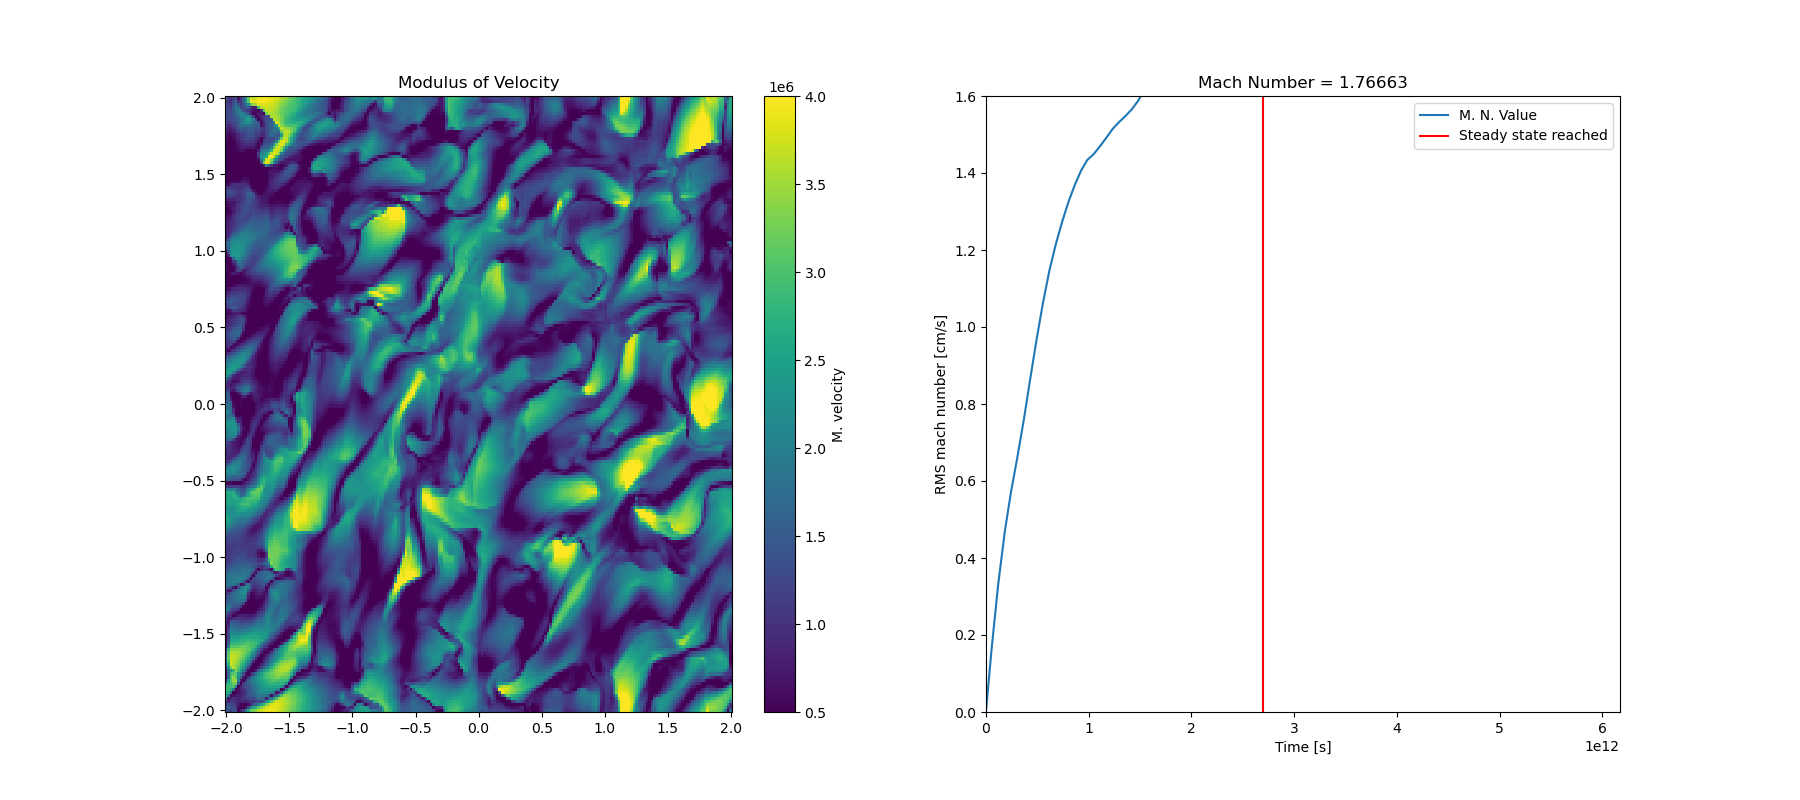 Modulus of Velocity
1e6
2.0
1.5
1.0
0.5
0.0
−0.5
−1.0
−1.5
−2.0
−2.0 −1.5 −1.0 −0.5 0.0 0.5 1.0 1.5 2.0
4.0
3.5
3.0
2.5
2.0
1.5
1.0
0.5
M. velocity
Mach Number = 1.76663
M. N. Value
Steady state reached
RMS mach number [cm/s]
1.6
1.4
1.2
1.0
0.8
0.6
0.4
0.2
0.0
0 1 2 3 4 5 6
Time [s]
1e12